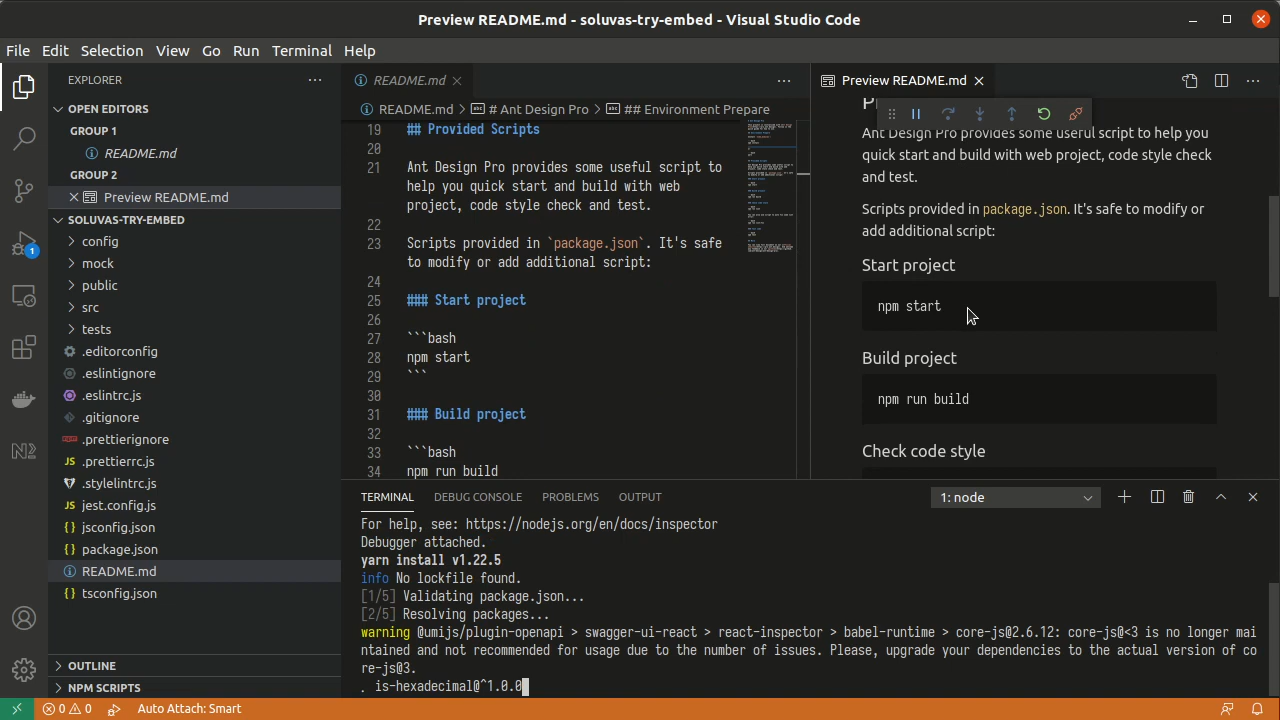 Preview README.md - soluvas-try-embed - Visual Studio Code
File Edit Selection View Go Run Terminal Help
EXPLORER
OPEN EDITORS
GROUP 1
README.md
GROUP 2
Preview README.md
SOLUVAS-TRY-EMBED
config
mock
public
src
tests
.editorconfig
.eslintignore
.eslintrc.js
.gitignore
.prettierignore
.prettierrc.js
.stylelintrc.js
jest.config.js
jsconfig.json
package.json
README.md
tsconfig.json
OUTLINE
NPM SCRIPTS
1
README.md
README.md > # Ant Design Pro > ## Environment Prepare
19 ## Provided Scripts
20
21 Ant Design Pro provides some useful script to
help you quick start and build with web
project, code style check and test.
22
23 Scripts provided in `package.json`. It's safe
to modify or add additional script:
24
25 ### Start project
26
27 ```bash
28 npm start
29 ```
30
31 ### Build project
32
33 ```bash
34 npm run build
Preview README.md
Ant Design Pro provides some useful script to help you
quick start and build with web project, code style check
and test.
Scripts provided in package.json. It's safe to modify or
add additional script:
Start project
npm start
Build project
npm run build
Check code style
TERMINAL DEBUG CONSOLE PROBLEMS OUTPUT
1: node
For help, see: https://nodejs.org/en/docs/inspector
Debugger attached.
yarn install v1.22.5
info No lockfile found.
[1/5] Validating package.json...
[2/5] Resolving packages...
warning @umijs/plugin-openapi > swagger-ui-react > react-inspector > babel-runtime > core-js@2.6.12: core-js@<3 is no longer mai
ntained and not recommended for usage due to the number of issues. Please, upgrade your dependencies to the actual version of co
re-js@3.
. is-hexadecimal@^1.0.0
0 0 Auto Attach: Smart